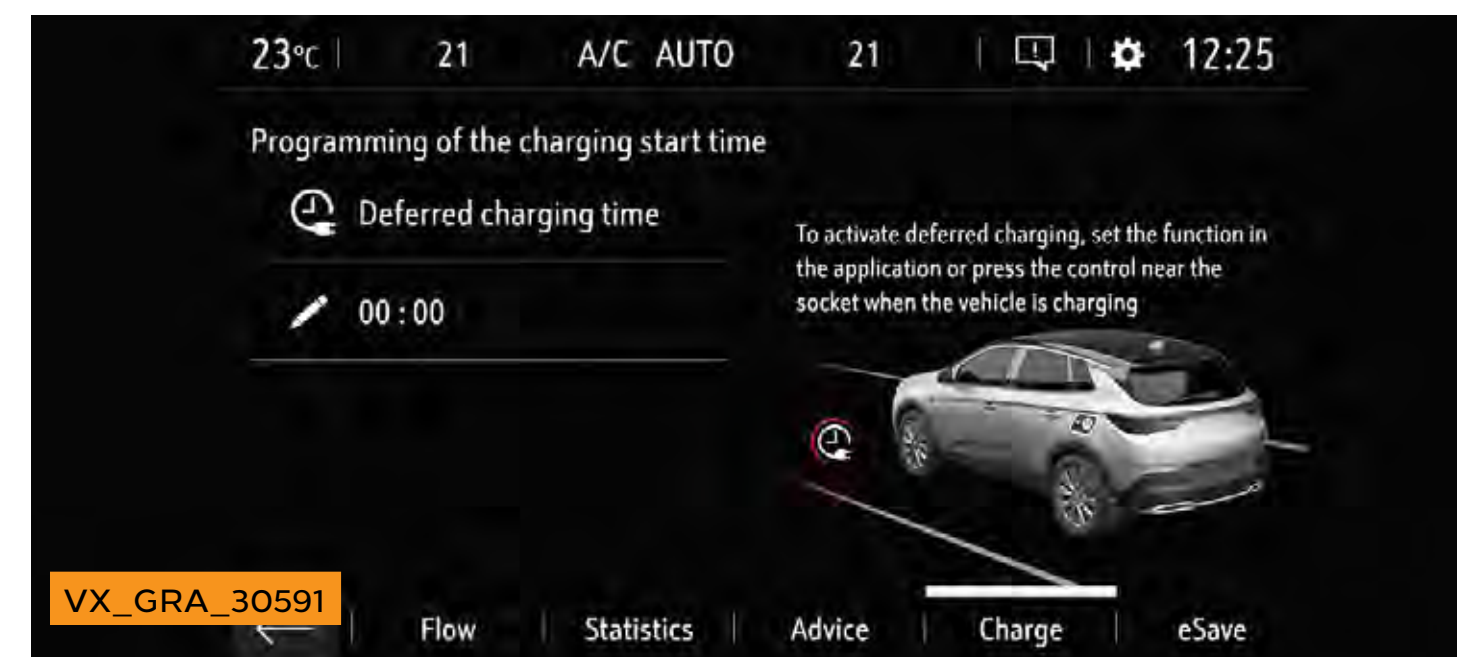 23°C 21 A/C AUTO 21 12:25
Programming of the charging start time
Deferred charging time
00:00
To activate deferred charging, set the function in
the application or press the control near the
socket when the vehicle is charging
VX_GRA_30591
Flow Statistics Advice Charge eSave